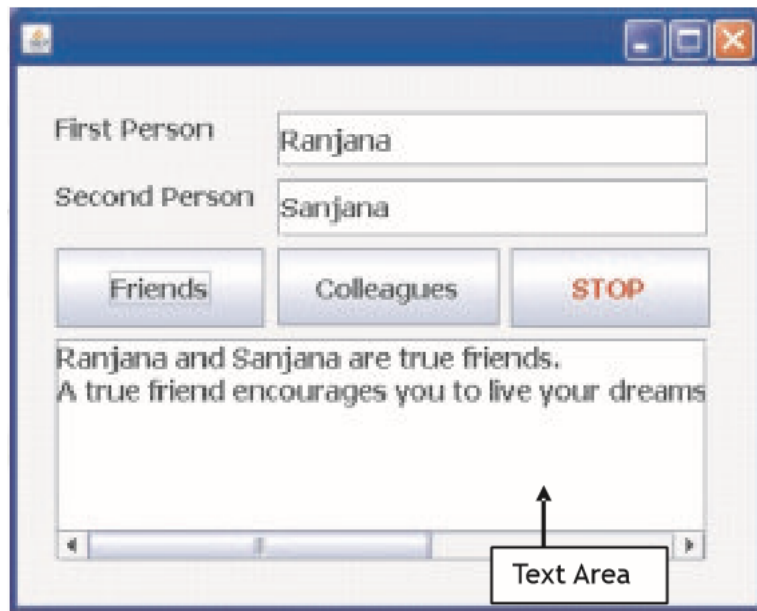 First Person
Ranjana
Second Person
Sanjana
Friends
Colleagues
STOP
Ranjana and Sanjana are true friends.
A true friend encourages you to live your dreams
Text Area